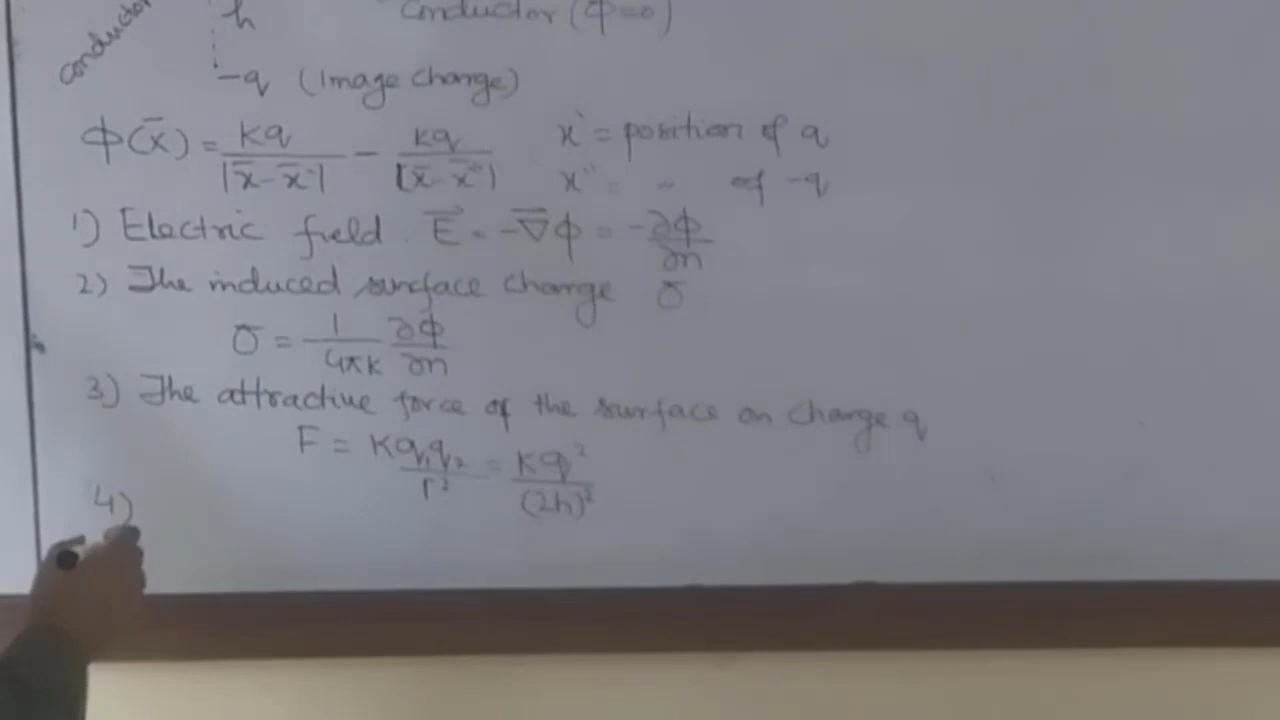 h conductor (Φ=0)
conductor
-q (Image charge)
Φ(x̄) = kq/|x̄-x̄'| - kq/|x̄-x̄''| x' = position of q
x'' = " of -q
1) Electric field. E⃗ = -∇⃗Φ = -∂Φ/∂n
2) The induced surface charge σ
σ = -1/4πk ∂Φ/∂n
3) The attractive force of the surface on charge q
F = kq₁q₂/r² = kq²/(2h)²
4)